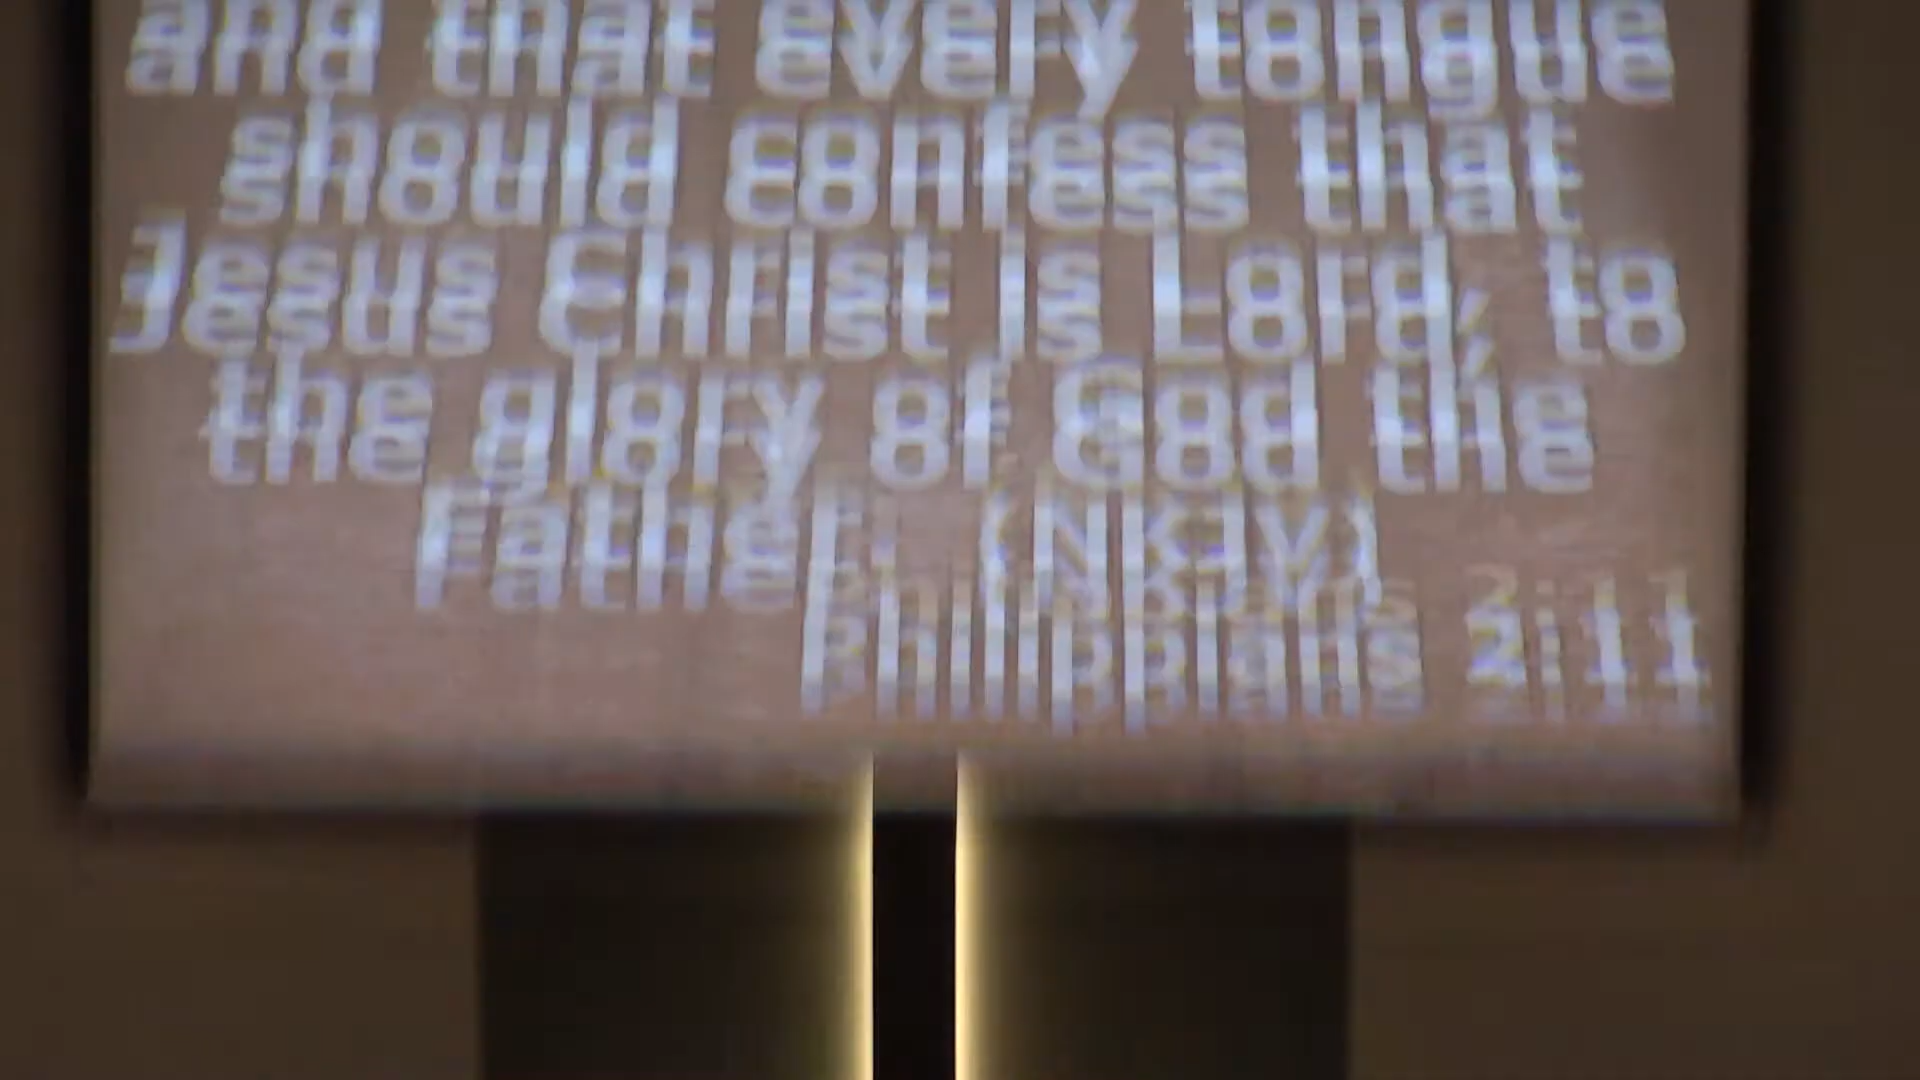 and that every tongue
should confess that
Jesus Christ is Lord, to
the glory of God the
Father. (NKJV)
Philippians 2:11